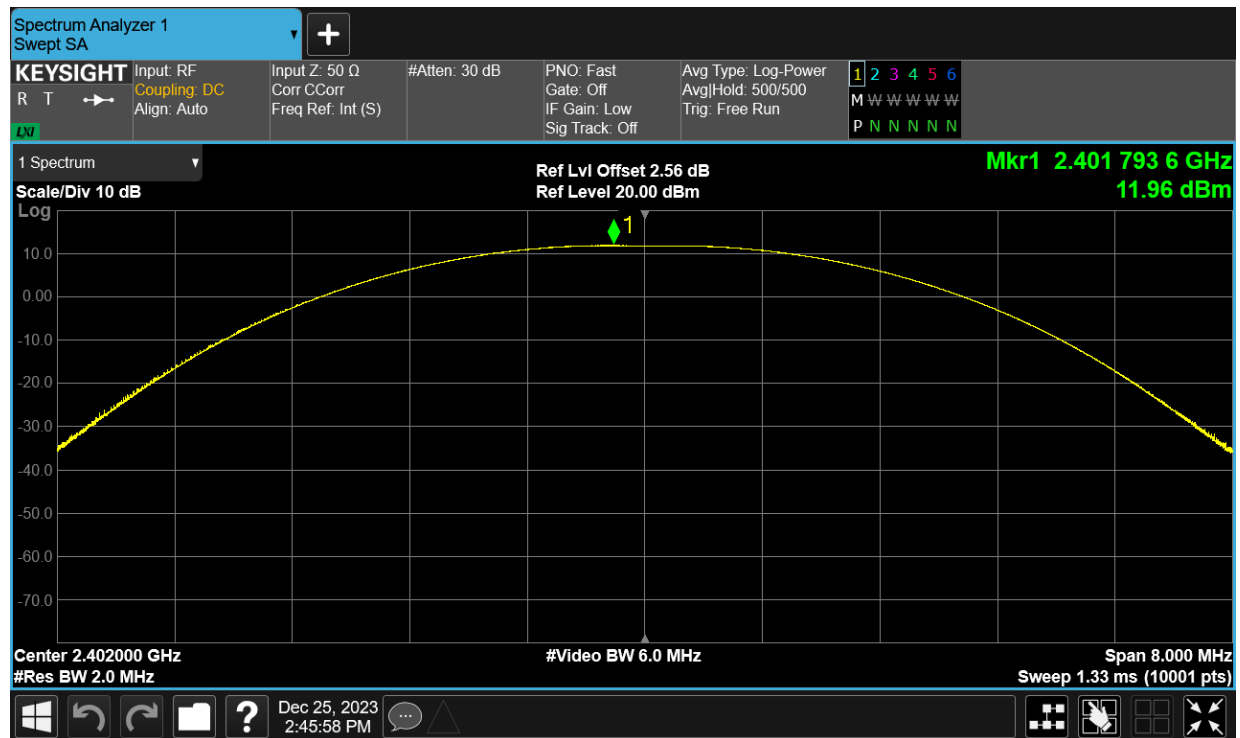 Spectrum Analyzer 1
Swept SA
+
KEYSIGHT
R T
LXI
Input: RF
Coupling: DC
Align: Auto
Input Z: 50 Ω
Corr CCorr
Freq Ref: Int (S)
#Atten: 30 dB
PNO: Fast
Gate: Off
IF Gain: Low
Sig Track: Off
Avg Type: Log-Power
Avg|Hold: 500/500
Trig: Free Run
1 2 3 4 5 6
M W W W W W
P N N N N N
1 Spectrum
Scale/Div 10 dB
Log
Ref Lvl Offset 2.56 dB
Ref Level 20.00 dBm
Mkr1 2.401 793 6 GHz
11.96 dBm
1
10.0
0.00
-10.0
-20.0
-30.0
-40.0
-50.0
-60.0
-70.0
Center 2.402000 GHz
#Res BW 2.0 MHz
#Video BW 6.0 MHz
Span 8.000 MHz
Sweep 1.33 ms (10001 pts)
?
Dec 25, 2023
2:45:58 PM